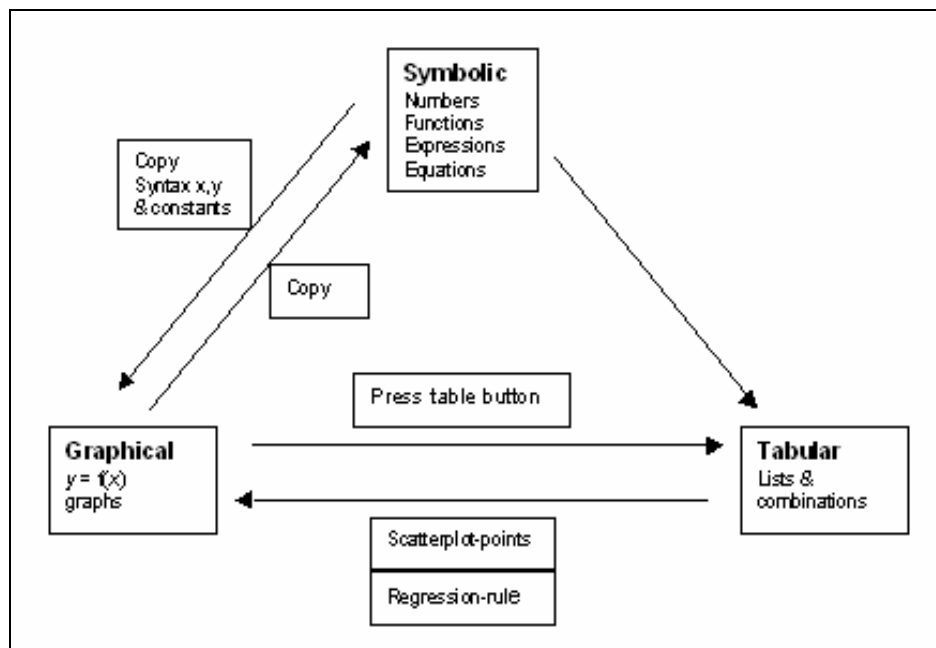 Symbolic
Numbers
Functions
Expressions
Equations
Copy
Syntax x,y
& constants
Copy
Press table button
Graphical
y = f(x)
graphs
Tabular
Lists &
combinations
Scatterplot-points
Regression-rule